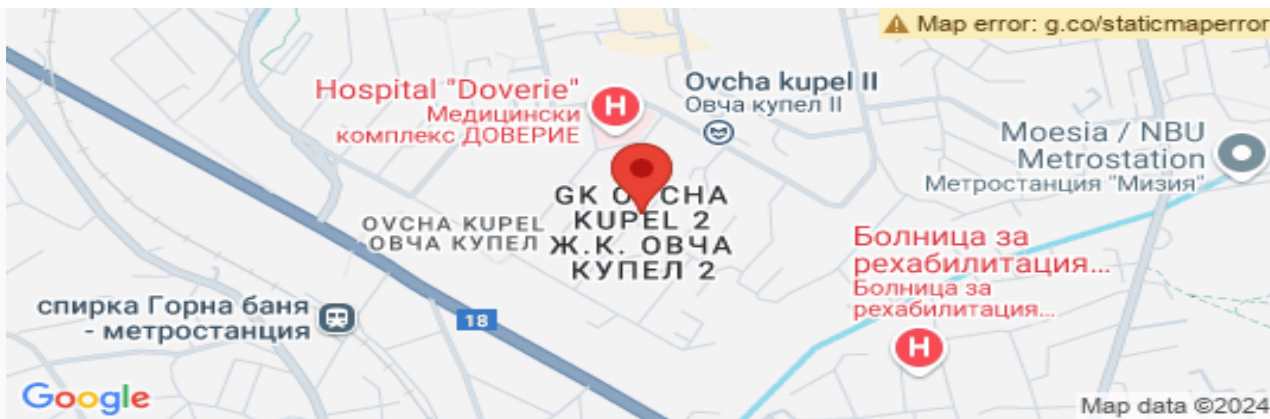 Map error: g.co/staticmaperror
Hospital "Doverie"
Медицински
комплекс ДОВЕРИЕ
Ovcha kupel II
Овча купел II
Moesia / NBU
Metrostation
Метростанция "Мизия"
GK OVCHA
KUPEL 2
Ж.К. ОВЧА
КУПЕЛ 2
OVCHA KUPEL
ОВЧА КУПЕЛ
Болница за
рехабилитация...
Болница за
рехабилитация...
спирка Горна баня
- метростанция
18
H
H
Google
Map data ©2024